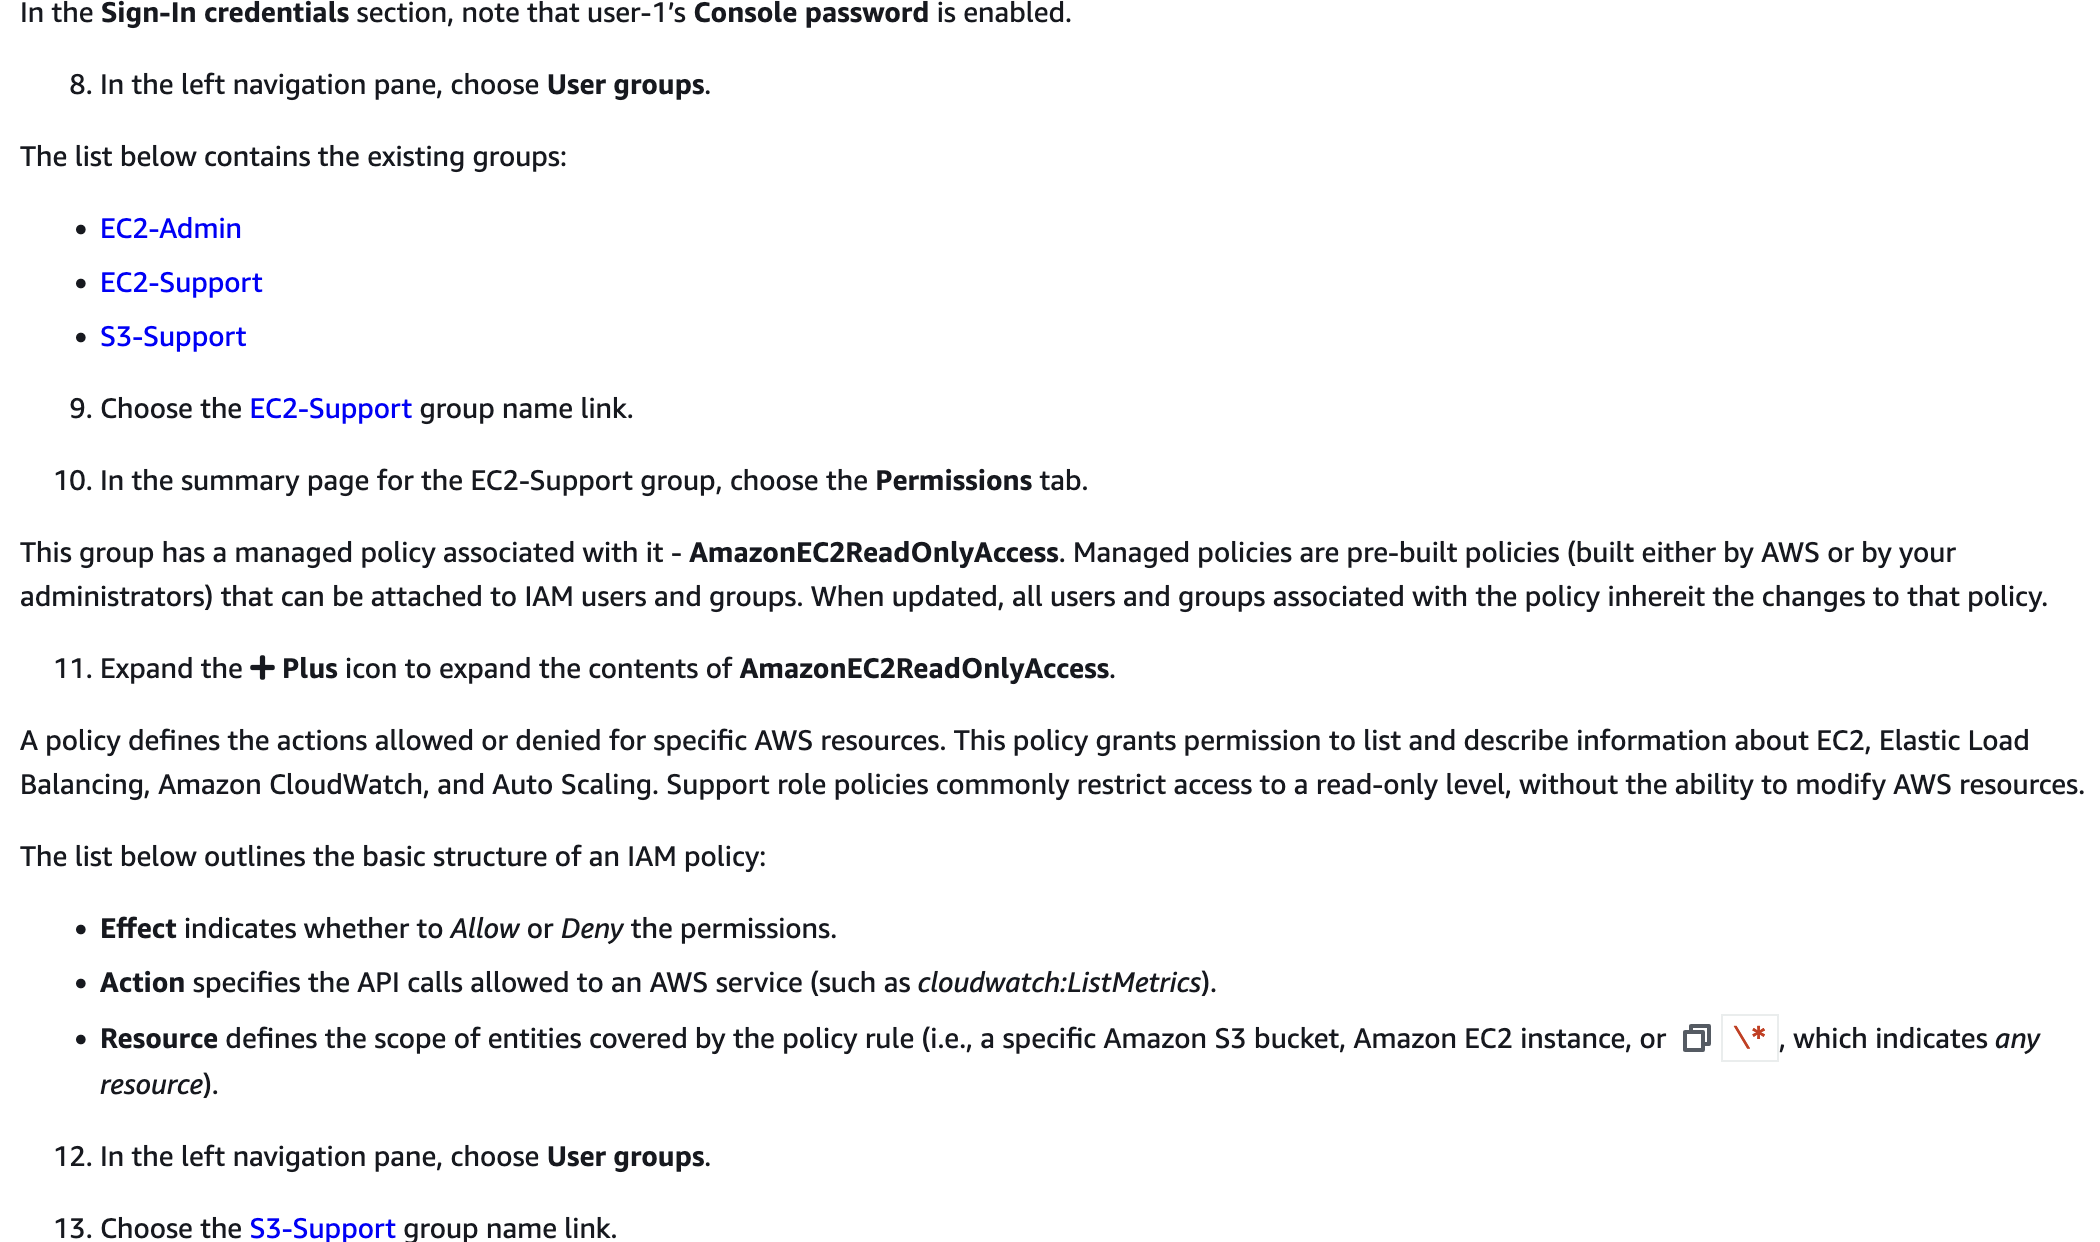 In the Sign-In credentials section, note that user-1’s Console password is enabled.
8. In the left navigation pane, choose User groups.
The list below contains the existing groups:
• EC2-Admin
• EC2-Support
• S3-Support
9. Choose the EC2-Support group name link.
10. In the summary page for the EC2-Support group, choose the Permissions tab.
This group has a managed policy associated with it - AmazonEC2ReadOnlyAccess. Managed policies are pre-built policies (built either by AWS or by your
administrators) that can be attached to IAM users and groups. When updated, all users and groups associated with the policy inhereit the changes to that policy.
11. Expand the + Plus icon to expand the contents of AmazonEC2ReadOnlyAccess.
A policy defines the actions allowed or denied for specific AWS resources. This policy grants permission to list and describe information about EC2, Elastic Load
Balancing, Amazon CloudWatch, and Auto Scaling. Support role policies commonly restrict access to a read-only level, without the ability to modify AWS resources.
The list below outlines the basic structure of an IAM policy:
• Effect indicates whether to Allow or Deny the permissions.
• Action specifies the API calls allowed to an AWS service (such as cloudwatch:ListMetrics).
• Resource defines the scope of entities covered by the policy rule (i.e., a specific Amazon S3 bucket, Amazon EC2 instance, or \*, which indicates any
resource).
12. In the left navigation pane, choose User groups.
13. Choose the S3-Support group name link.